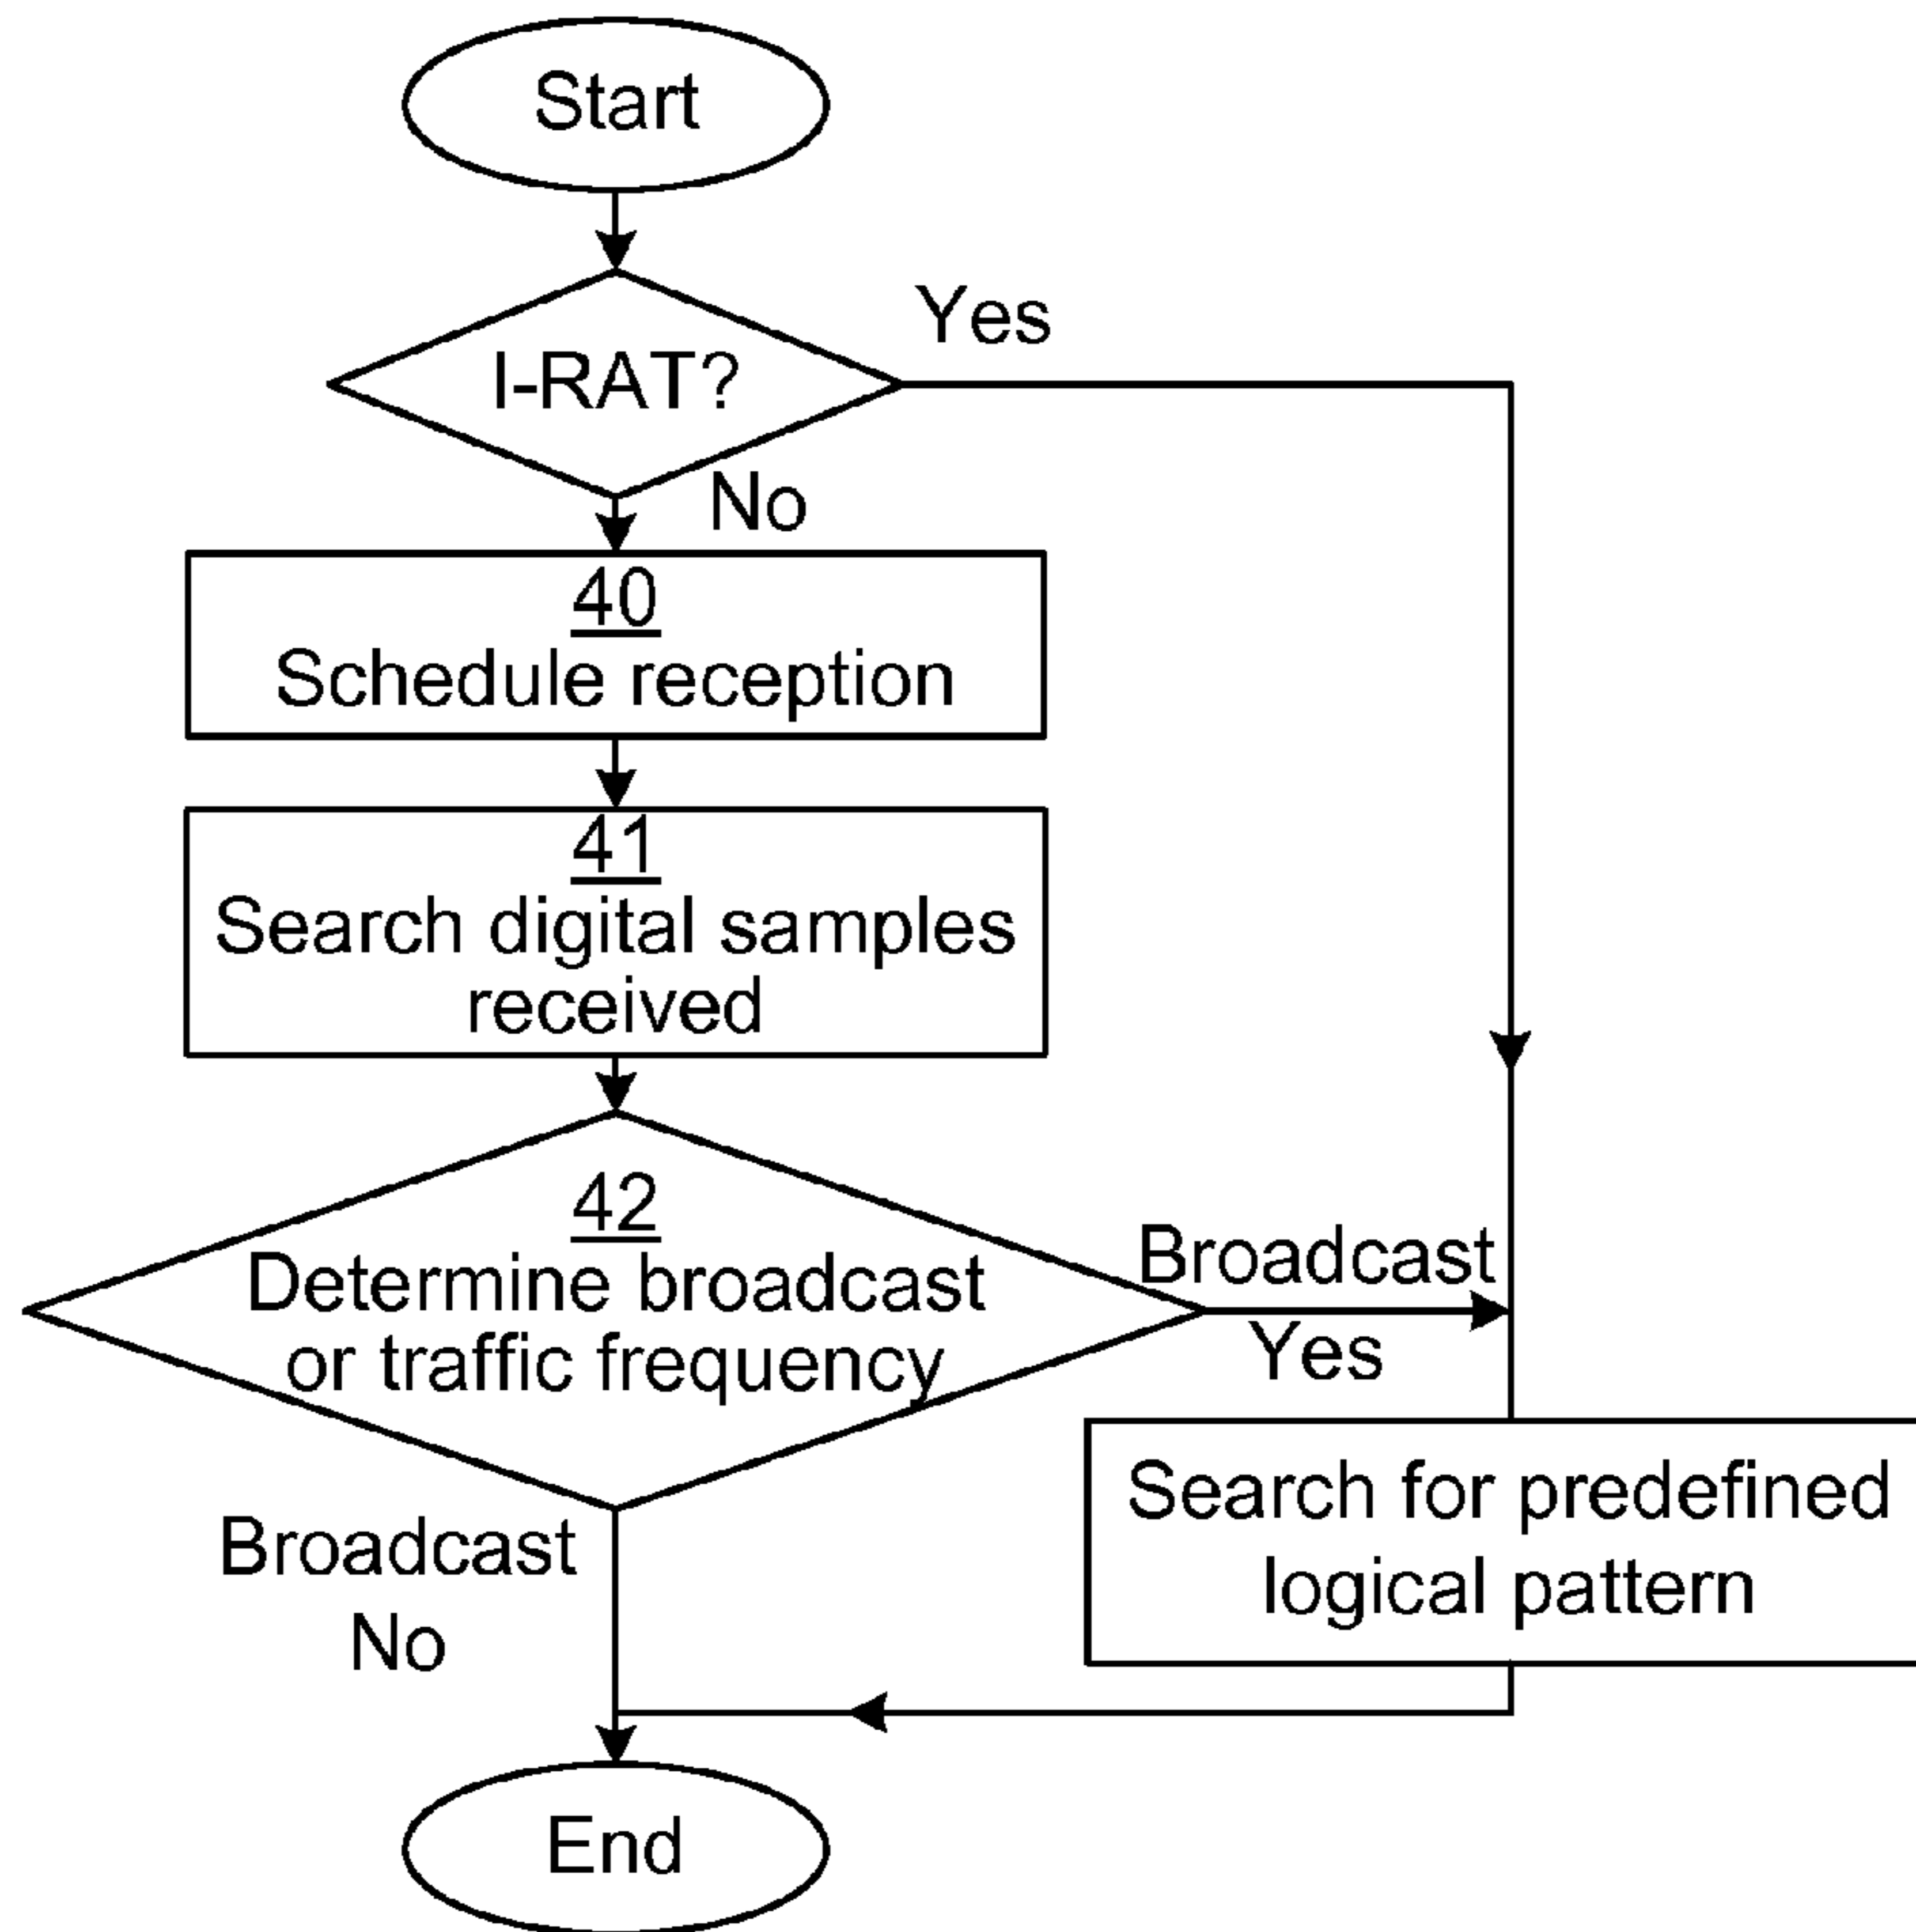 Start
I-RAT?
Yes
No
40
Schedule reception
41
Search digital samples
received
42
Determine broadcast
or traffic frequency
Broadcast
Yes
Broadcast
No
Search for predefined
logical pattern
End